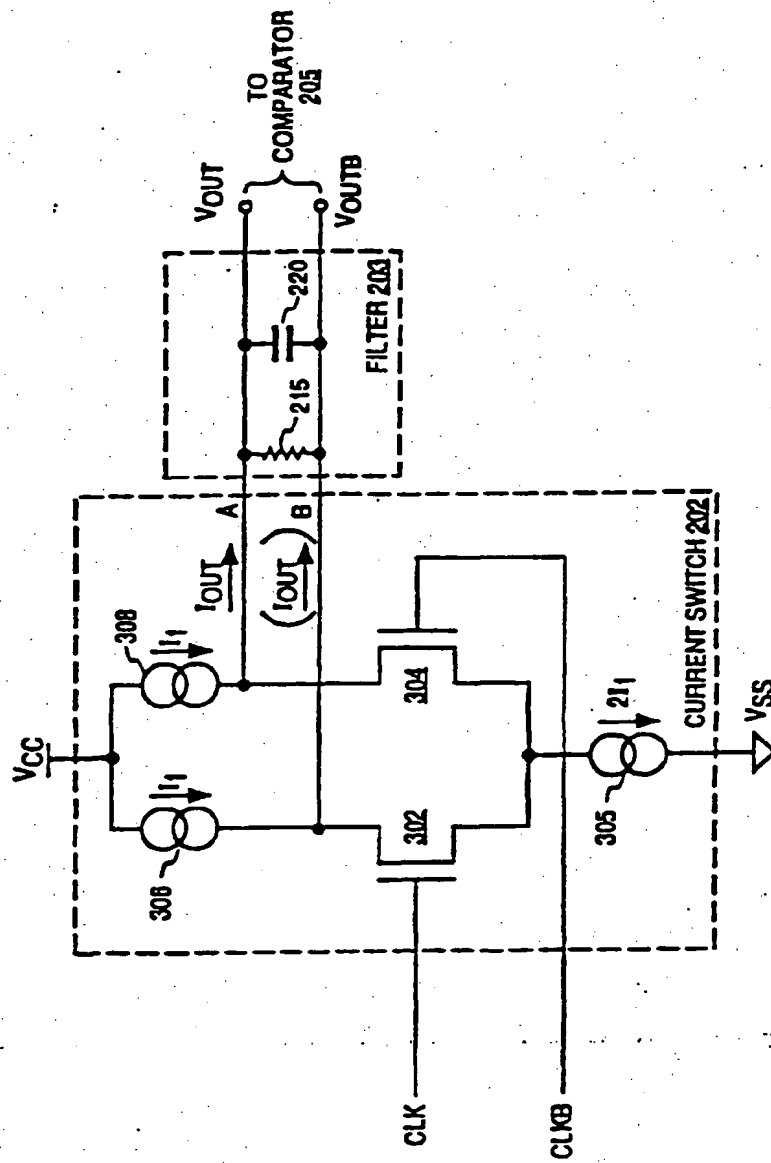 VCC
306
I1
I1
308
IOUT
A
(IOUT)
B
302
304
305
2I1
CURRENT SWITCH 202
VSS
CLK
CLKB
215
220
FILTER 203
VOUT
VOUTB
TO
COMPARATOR
205